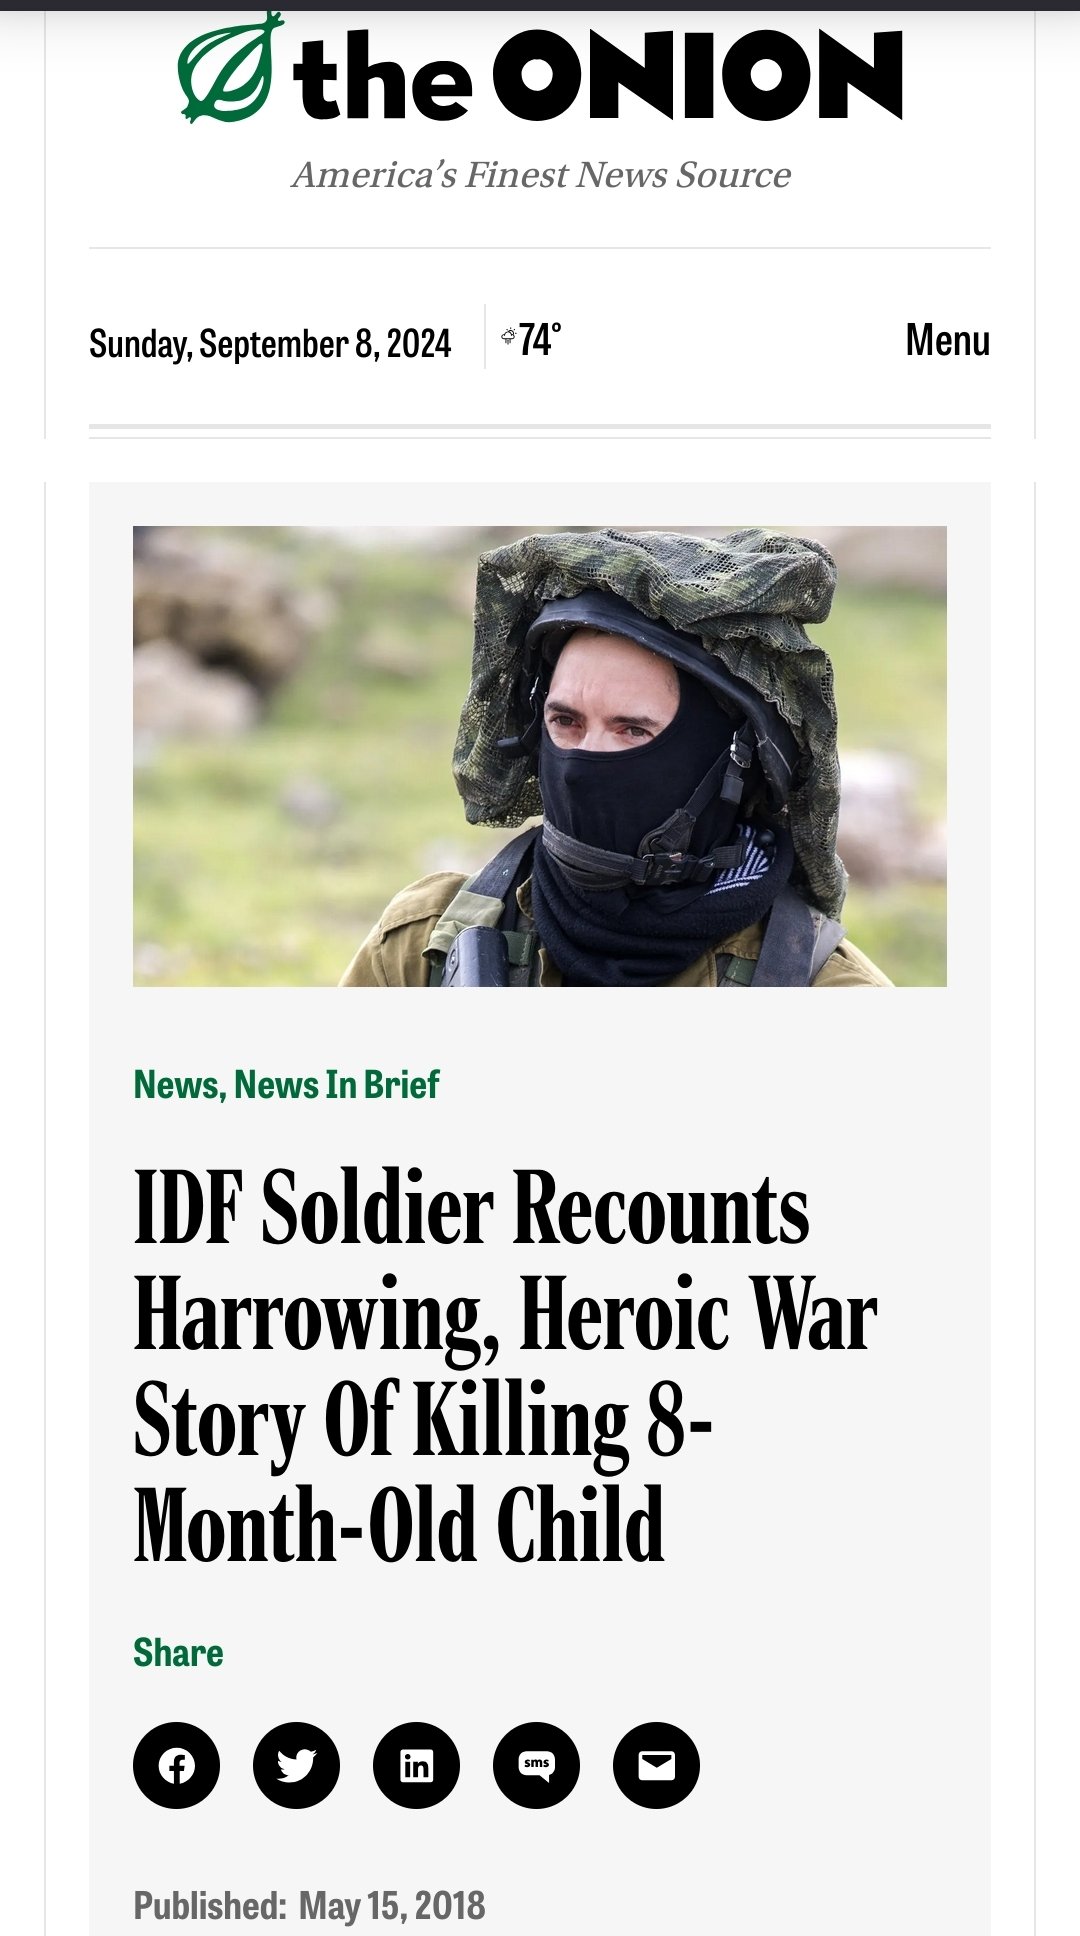 the ONION
America's Finest News Source
Sunday, September 8, 2024
74°
Menu
News, News In Brief
IDF Soldier Recounts
Harrowing, Heroic War
Story Of Killing 8-
Month-Old Child
Share
sms
Published: May 15, 2018